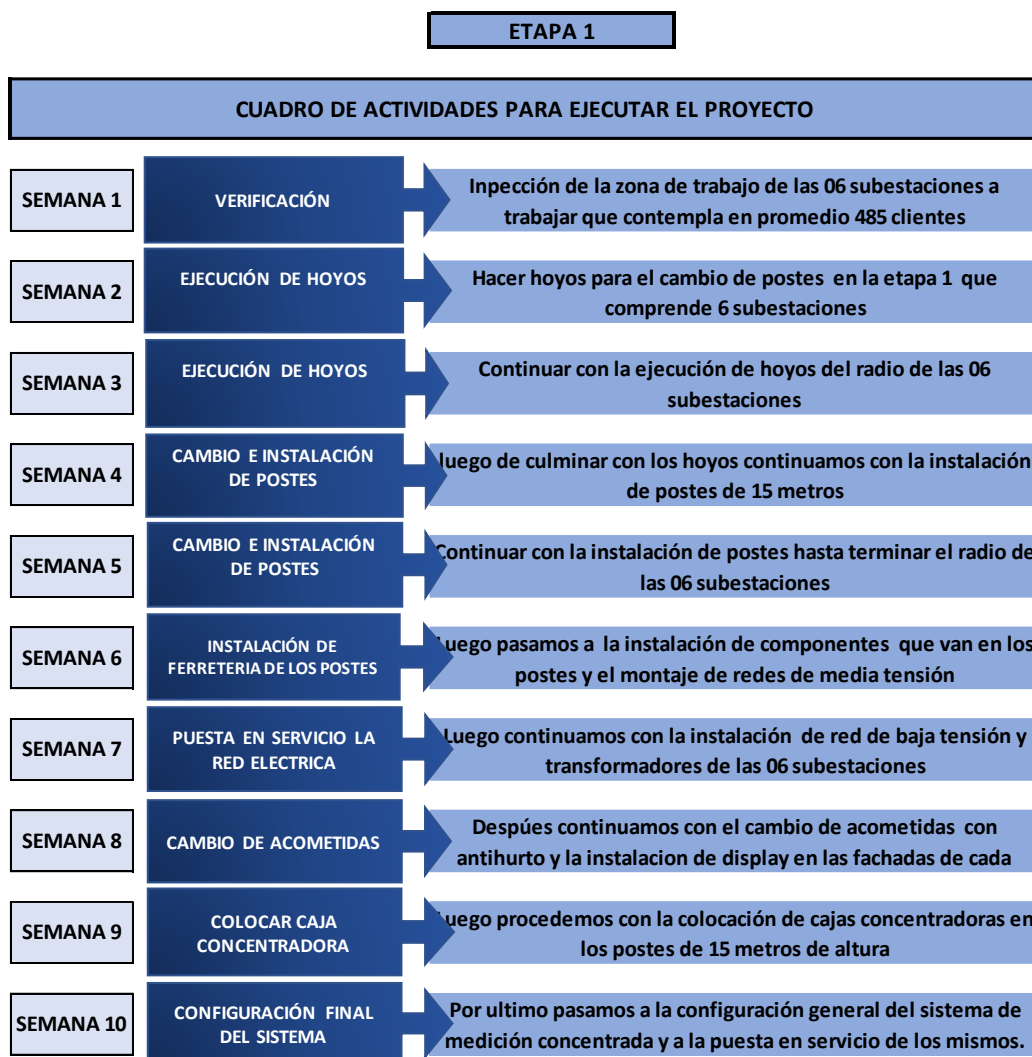 ETAPA 1
CUADRO DE ACTIVIDADES PARA EJECUTAR EL PROYECTO
SEMANA 1
VERIFICACIÓN
Inpección de la zona de trabajo de las 06 subestaciones a
trabajar que contempla en promedio 485 clientes
SEMANA 2
EJECUCIÓN DE HOYOS
Hacer hoyos para el cambio de postes en la etapa 1 que
comprende 6 subestaciones
SEMANA 3
EJECUCIÓN DE HOYOS
Continuar con la ejecución de hoyos del radio de las 06
subestaciones
SEMANA 4
CAMBIO E INSTALACIÓN
DE POSTES
luego de culminar con los hoyos continuamos con la instalación
de postes de 15 metros
SEMANA 5
CAMBIO E INSTALACIÓN
DE POSTES
Continuar con la instalación de postes hasta terminar el radio de
las 06 subestaciones
SEMANA 6
INSTALACIÓN DE
FERRETERIA DE LOS POSTES
Luego pasamos a la instalación de componentes que van en los
postes y el montaje de redes de media tensión
SEMANA 7
PUESTA EN SERVICIO LA
RED ELECTRICA
Luego continuamos con la instalación de red de baja tensión y
transformadores de las 06 subestaciones
SEMANA 8
CAMBIO DE ACOMETIDAS
Despúes continuamos con el cambio de acometidas con
antihurto y la instalacion de display en las fachadas de cada
SEMANA 9
COLOCAR CAJA
CONCENTRADORA
Luego procedemos con la colocación de cajas concentradoras en
los postes de 15 metros de altura
SEMANA 10
CONFIGURACIÓN FINAL
DEL SISTEMA
Por ultimo pasamos a la configuración general del sistema de
medición concentrada y a la puesta en servicio de los mismos.